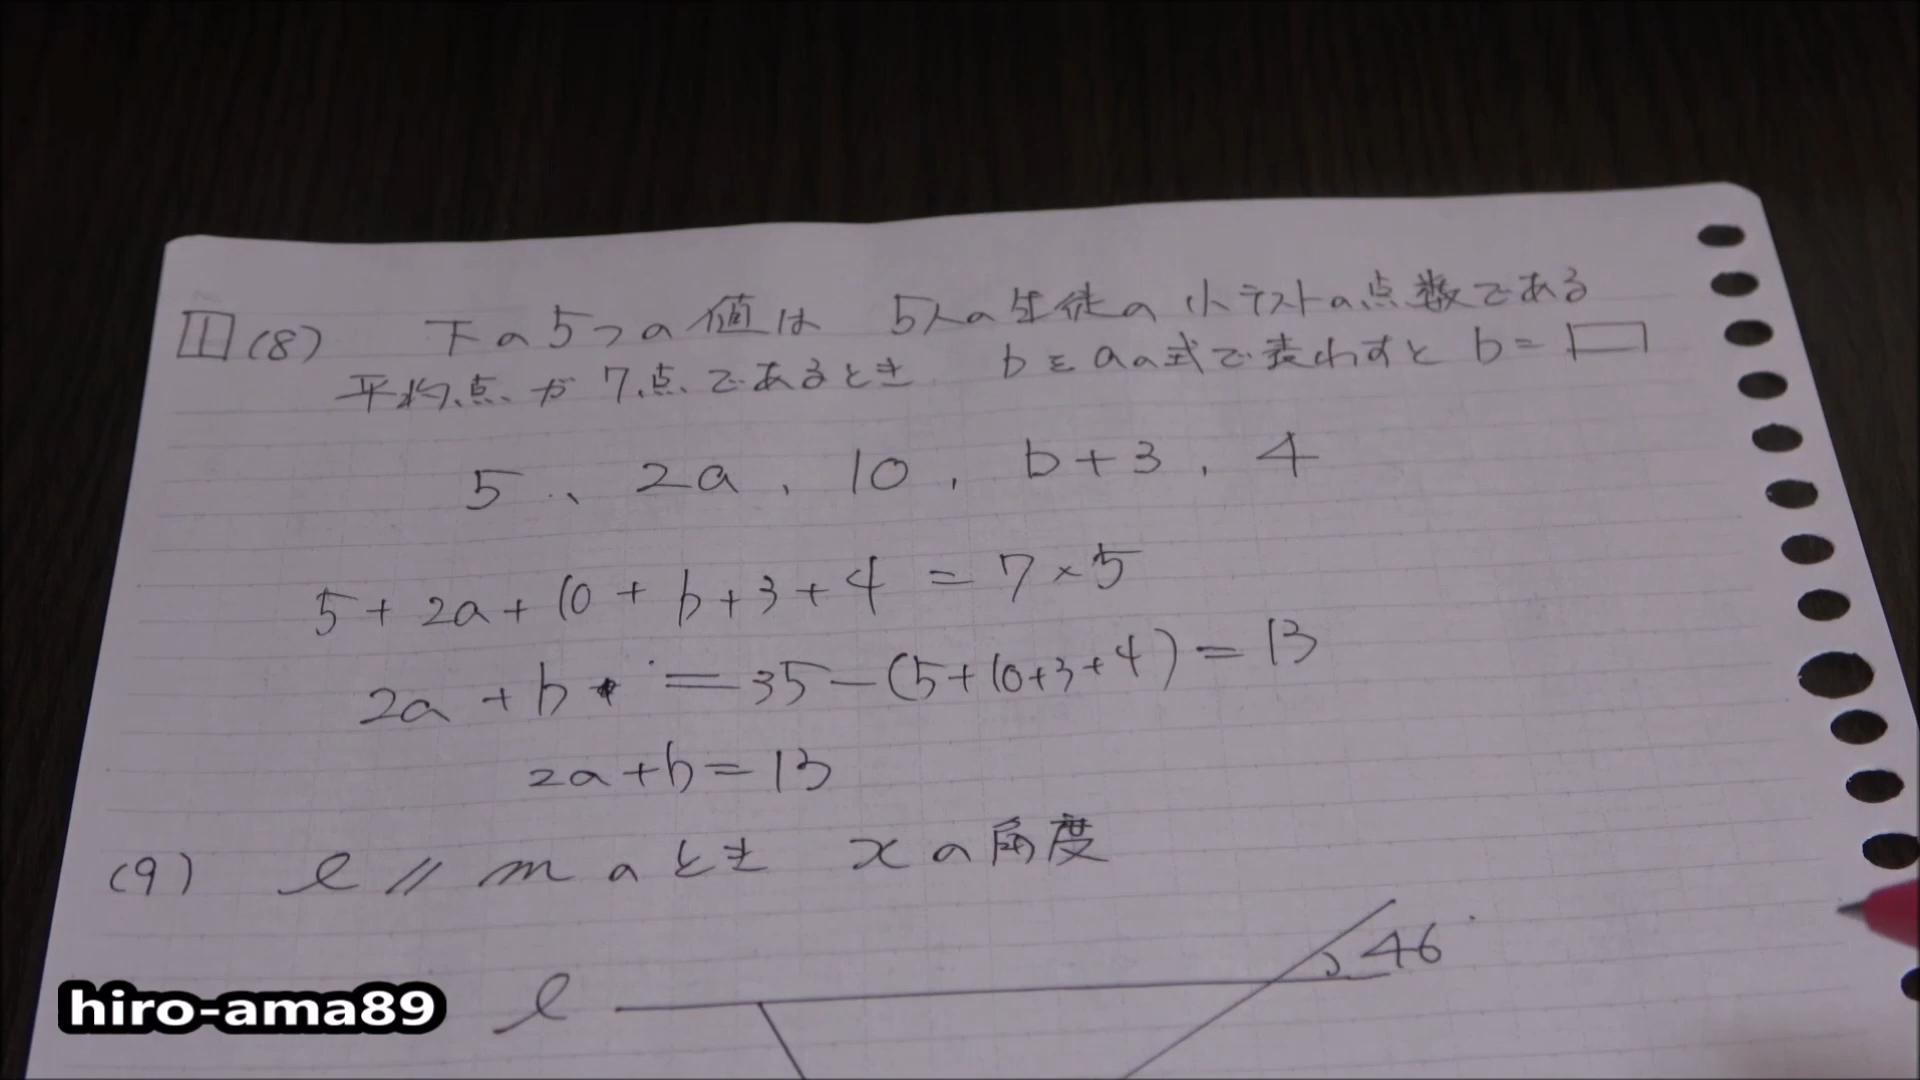 1 (8) 下の5つの値は 5人の生徒の小テストの点数である
平均点が7点であるとき bをaの式で表わすと b=□
5、2a, 10, b+3, 4
5+2a+10+b+3+4=7×5
2a+b =35-(5+10+3+4)=13
2a+b=13
(9) l // m のとき xの角度
46
l
hiro-ama89